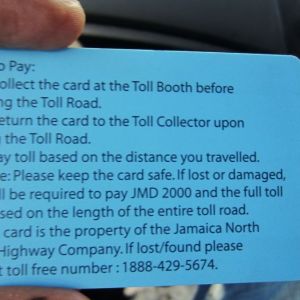 Pay:
ollect the card at the Toll Booth before
ng the Toll Road.
eturn the card to the Toll Collector upon
g the Toll Road.
ay toll based on the distance you travelled.
e: Please keep the card safe. If lost or damaged,
ll be required to pay JMD 2000 and the full toll
sed on the length of the entire toll road.
card is the property of the Jamaica North
Highway Company. If lost/found please
t toll free number : 1888-429-5674.